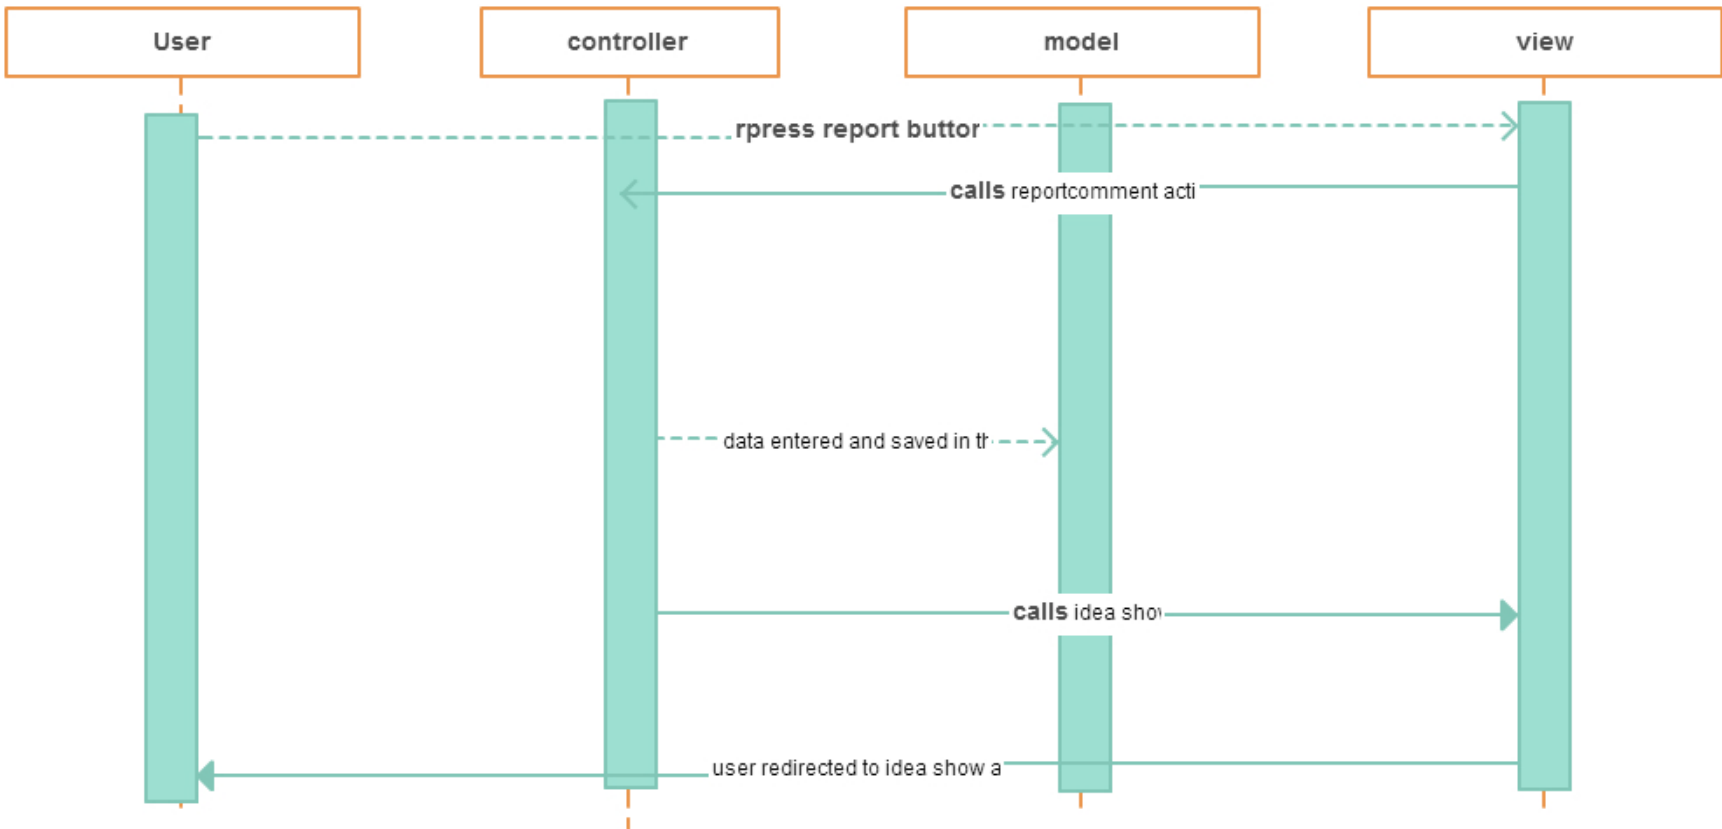 User
controller
model
view
rpress report buttor
calls reportcomment acti
data entered and saved in th
calls idea sho
user redirected to idea show a